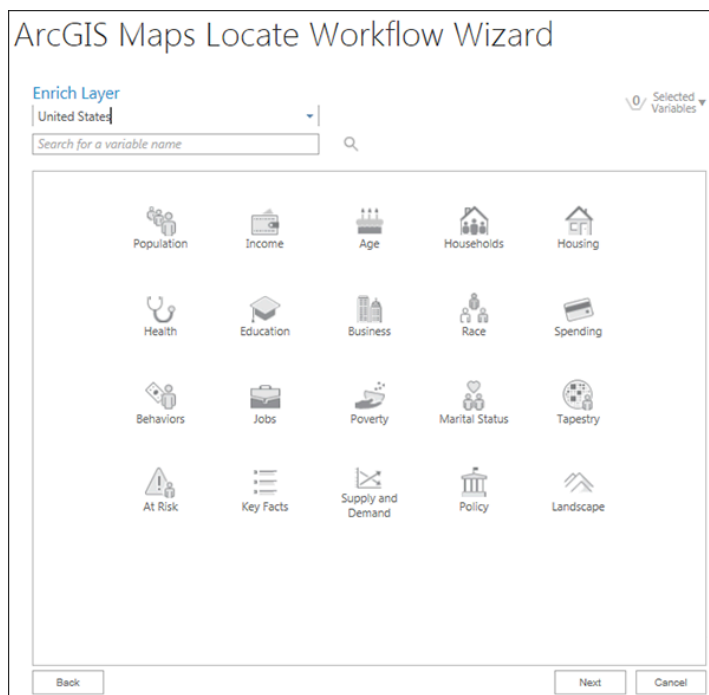 ArcGIS Maps Locate Workflow Wizard
Enrich Layer
0 Selected
Variables
United States
Search for a variable name
Population Income Age Households Housing
Health Education Business Race Spending
Behaviors Jobs Poverty Marital Status Tapestry
At Risk Key Facts Supply and Demand Policy Landscape
Back Next Cancel